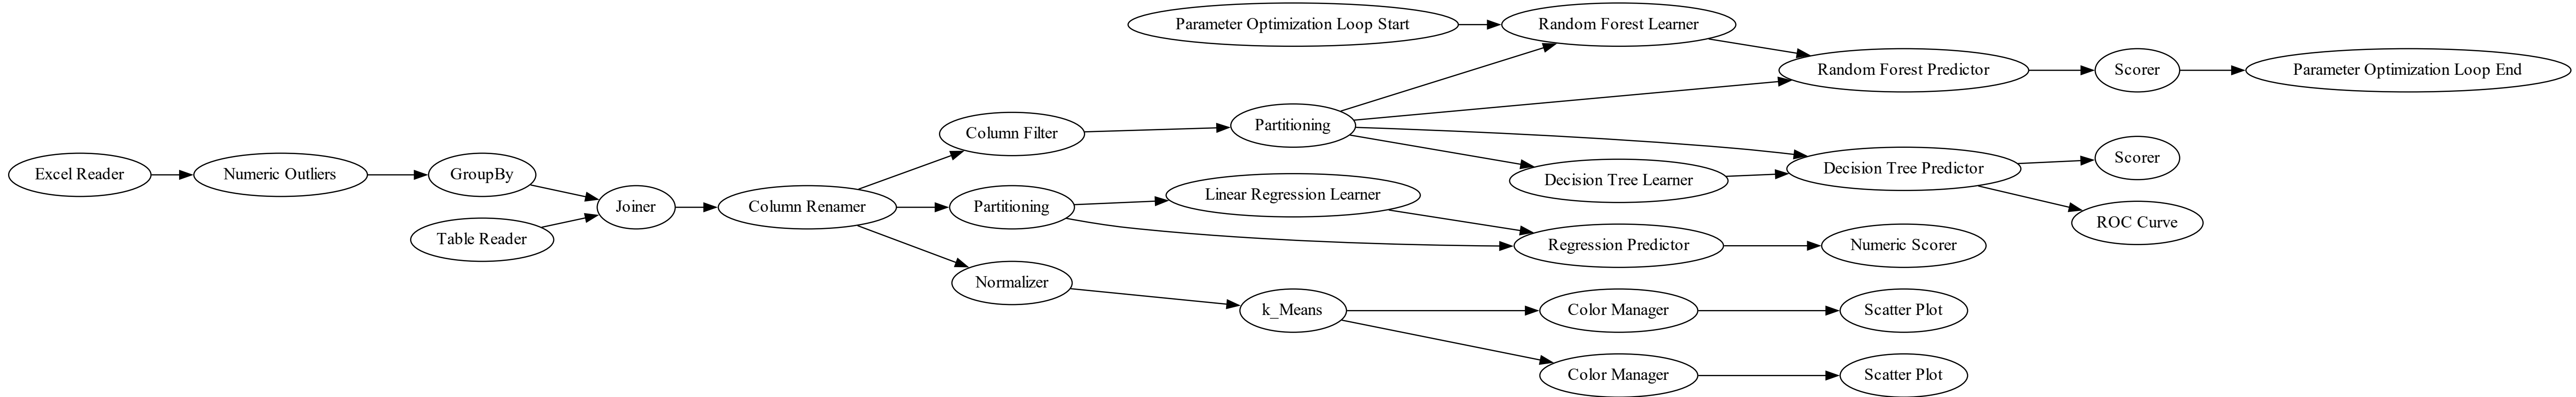 Parameter Optimization Loop Start
Random Forest Learner
Random Forest Predictor
Scorer
Parameter Optimization Loop End
Column Filter
Partitioning
Excel Reader
Numeric Outliers
GroupBy
Decision Tree Learner
Decision Tree Predictor
Scorer
Table Reader
Joiner
Column Renamer
Partitioning
Linear Regression Learner
Regression Predictor
Numeric Scorer
ROC Curve
Normalizer
k_Means
Color Manager
Scatter Plot
Color Manager
Scatter Plot